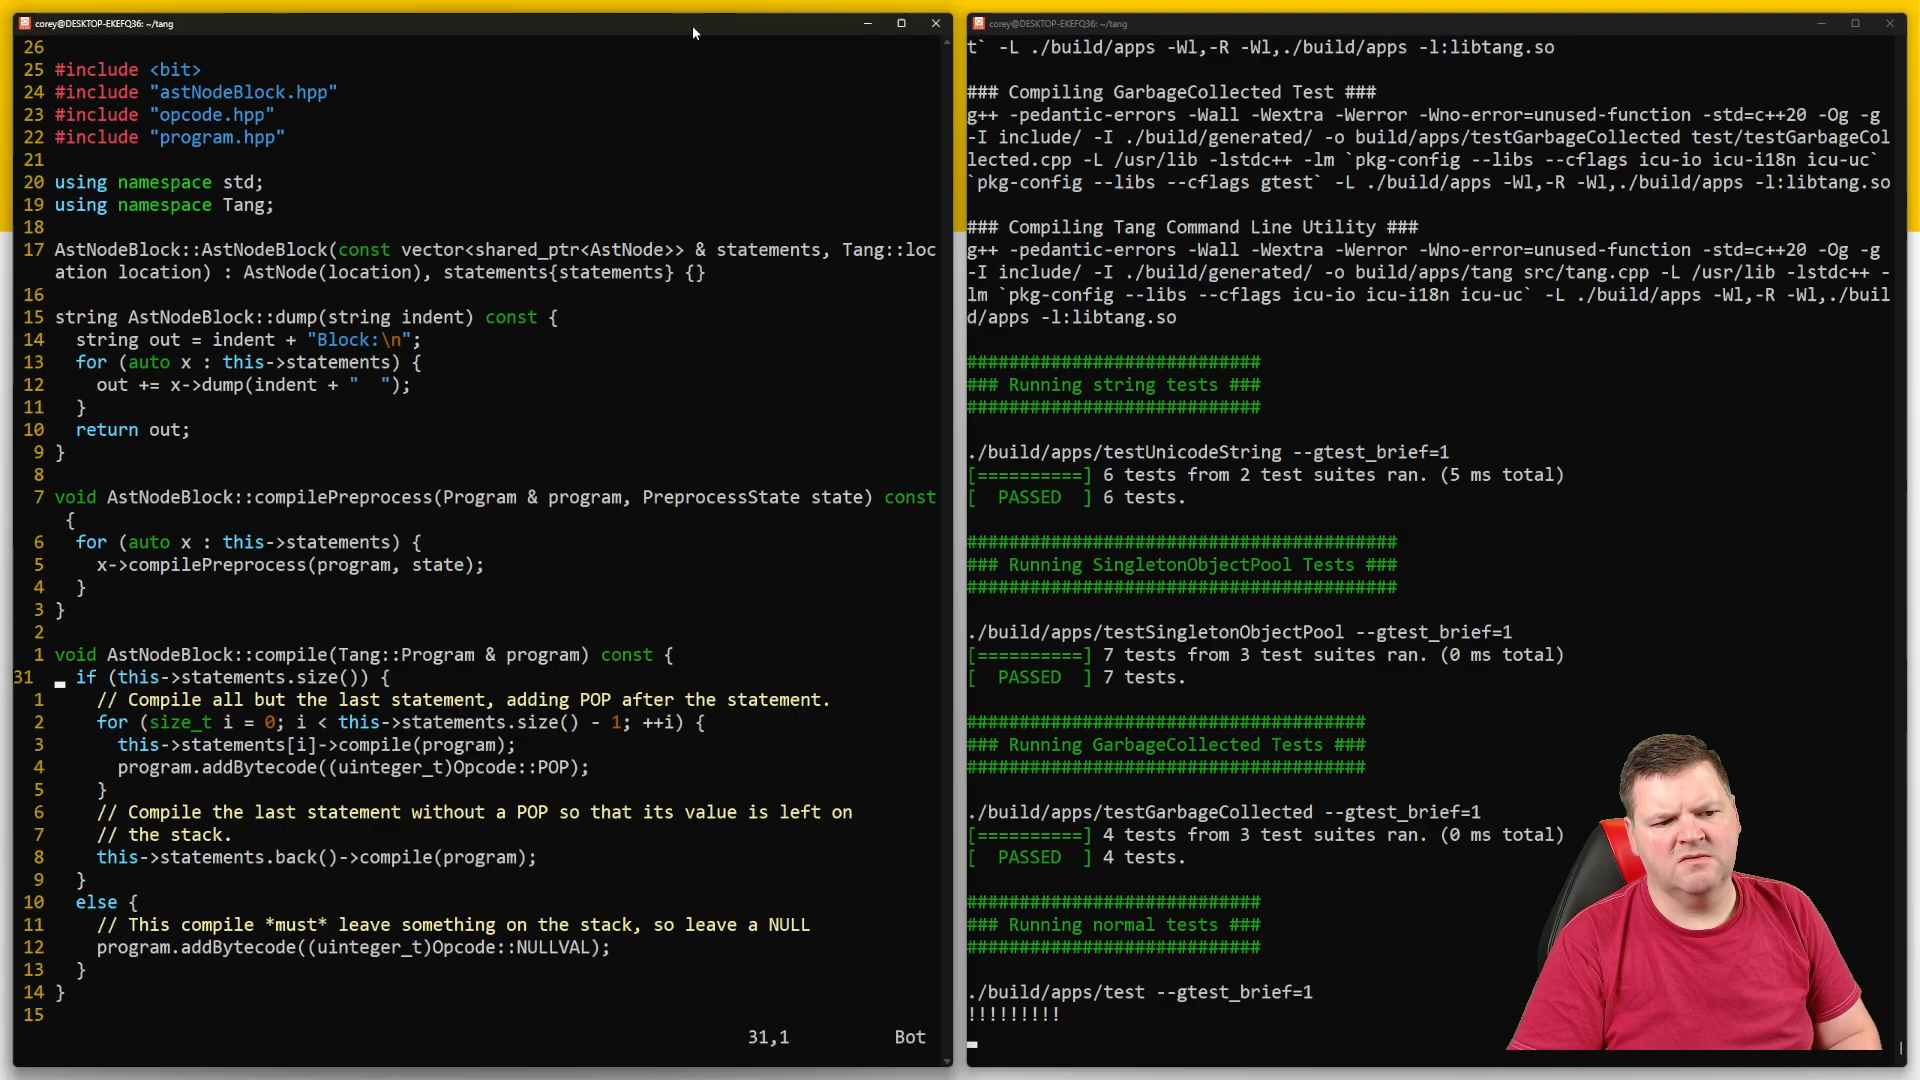 corey@DESKTOP-EKEFQ36: ~/tang
26
25 #include <bit>
24 #include "astNodeBlock.hpp"
23 #include "opcode.hpp"
22 #include "program.hpp"
21
20 using namespace std;
19 using namespace Tang;
18
17 AstNodeBlock::AstNodeBlock(const vector<shared_ptr<AstNode>> & statements, Tang::loc
ation location) : AstNode(location), statements{statements} {}
16
15 string AstNodeBlock::dump(string indent) const {
14 string out = indent + "Block:\n";
13 for (auto x : this->statements) {
12 out += x->dump(indent + "  ");
11 }
10 return out;
9 }
8
7 void AstNodeBlock::compilePreprocess(Program & program, PreprocessState state) const
{
6 for (auto x : this->statements) {
5 x->compilePreprocess(program, state);
4 }
3 }
2
1 void AstNodeBlock::compile(Tang::Program & program) const {
31 if (this->statements.size()) {
1 // Compile all but the last statement, adding POP after the statement.
2 for (size_t i = 0; i < this->statements.size() - 1; ++i) {
3 this->statements[i]->compile(program);
4 program.addBytecode((uinteger_t)Opcode::POP);
5 }
6 // Compile the last statement without a POP so that its value is left on
7 // the stack.
8 this->statements.back()->compile(program);
9 }
10 else {
11 // This compile *must* leave something on the stack, so leave a NULL
12 program.addBytecode((uinteger_t)Opcode::NULLVAL);
13 }
14 }
15
31,1 Bot
corey@DESKTOP-EKEFQ36: ~/tang
t` -L ./build/apps -Wl,-R -Wl,./build/apps -l:libtang.so
### Compiling GarbageCollected Test ###
g++ -pedantic-errors -Wall -Wextra -Werror -Wno-error=unused-function -std=c++20 -Og -g
-I include/ -I ./build/generated/ -o build/apps/testGarbageCollected test/testGarbageCol
lected.cpp -L /usr/lib -lstdc++ -lm `pkg-config --libs --cflags icu-io icu-i18n icu-uc`
`pkg-config --libs --cflags gtest` -L ./build/apps -Wl,-R -Wl,./build/apps -l:libtang.so
### Compiling Tang Command Line Utility ###
g++ -pedantic-errors -Wall -Wextra -Werror -Wno-error=unused-function -std=c++20 -Og -g
-I include/ -I ./build/generated/ -o build/apps/tang src/tang.cpp -L /usr/lib -lstdc++ -
lm `pkg-config --libs --cflags icu-io icu-i18n icu-uc` -L ./build/apps -Wl,-R -Wl,./buil
d/apps -l:libtang.so
############################
### Running string tests ###
############################
./build/apps/testUnicodeString --gtest_brief=1
[==========] 6 tests from 2 test suites ran. (5 ms total)
[  PASSED  ] 6 tests.
#########################################
### Running SingletonObjectPool Tests ###
#########################################
./build/apps/testSingletonObjectPool --gtest_brief=1
[==========] 7 tests from 3 test suites ran. (0 ms total)
[  PASSED  ] 7 tests.
######################################
### Running GarbageCollected Tests ###
######################################
./build/apps/testGarbageCollected --gtest_brief=1
[==========] 4 tests from 3 test suites ran. (0 ms total)
[  PASSED  ] 4 tests.
############################
### Running normal tests ###
############################
./build/apps/test --gtest_brief=1
!!!!!!!!!